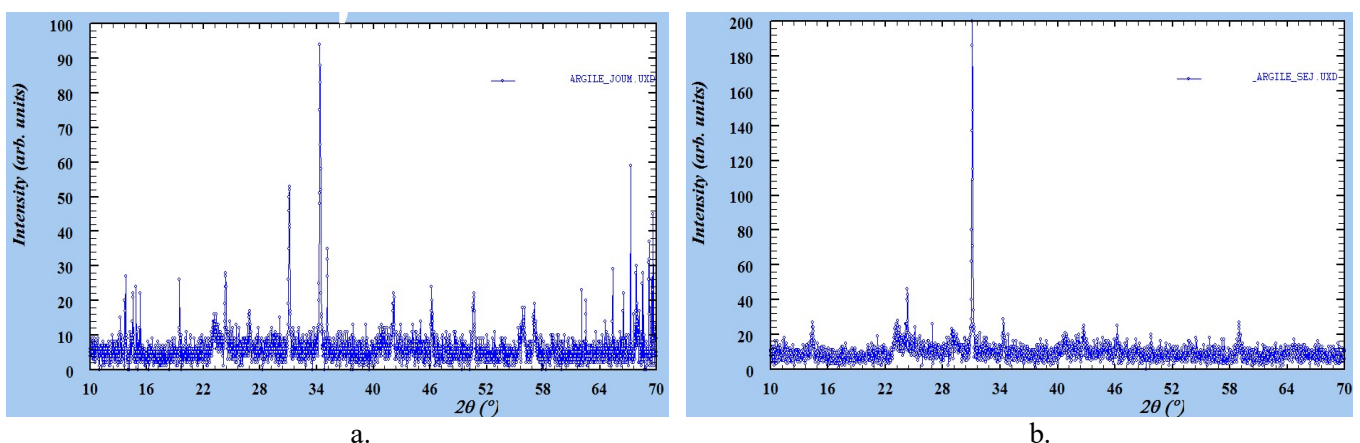 100
90
80
70
60
50
40
30
20
10
0
Intensity (arb. units)
ARGILE_JOUM.UXD
10 16 22 28 34 40 46 52 58 64 70
2θ (°)
a.
200
180
160
140
120
100
80
60
40
20
0
Intensity (arb. units)
_ARGILE_SEJ.UXD
10 16 22 28 34 40 46 52 58 64 70
2θ (°)
b.